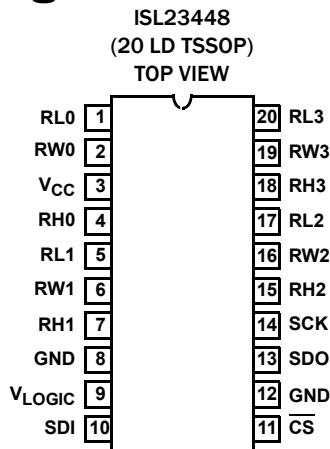 ISL23448
(20 LD TSSOP)
TOP VIEW
RL0 1 20 RL3
RW0 2 19 RW3
VCC 3 18 RH3
RH0 4 17 RL2
RL1 5 16 RW2
RW1 6 15 RH2
RH1 7 14 SCK
GND 8 13 SDO
VLOGIC 9 12 GND
SDI 10 11 CS